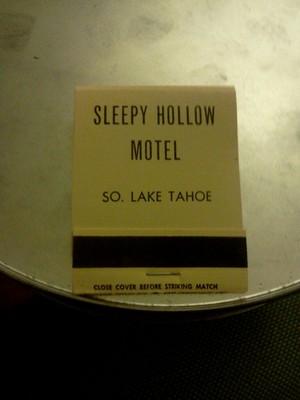 SLEEPY HOLLOW
MOTEL
SO. LAKE TAHOE
CLOSE COVER BEFORE STRIKING MATCH